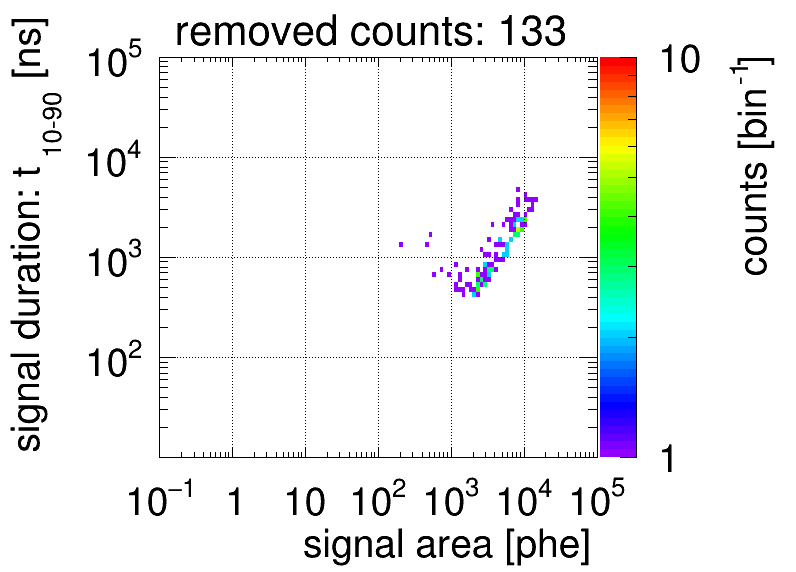 removed counts: 133
signal duration: t 10-90 [ns]
10^5
10^4
10^3
10^2
10^−1 1 10 10^2 10^3 10^4 10^5
signal area [phe]
10
1
counts [bin^-1]